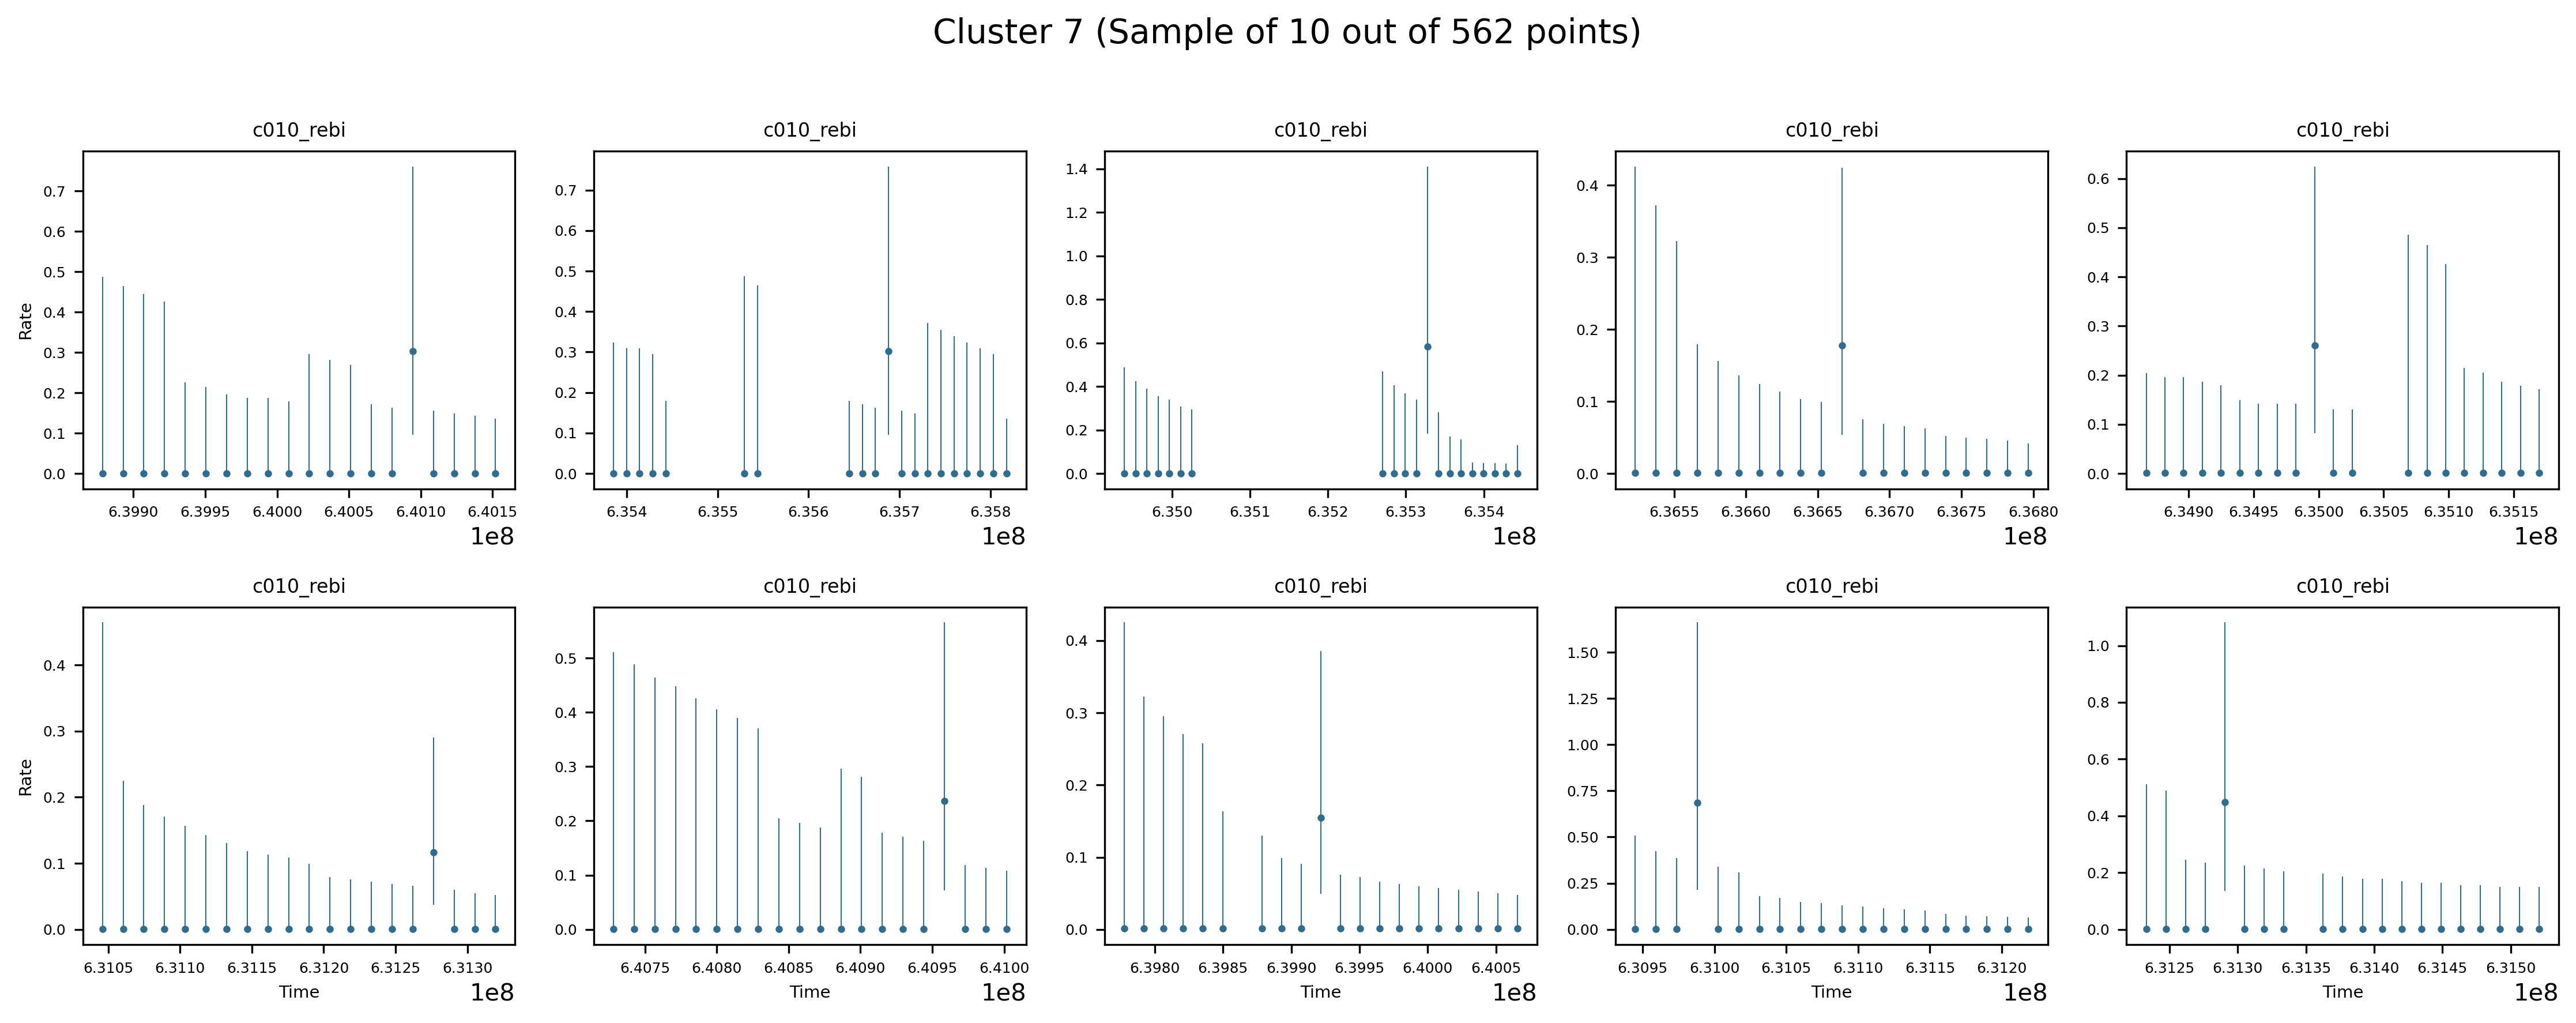 Cluster 7 (Sample of 10 out of 562 points)
c010_rebi c010_rebi c010_rebi c010_rebi c010_rebi
Rate
0.7 0.6 0.5 0.4 0.3 0.2 0.1 0.0
6.3990 6.3995 6.4000 6.4005 6.4010 6.4015
1e8
0.7 0.6 0.5 0.4 0.3 0.2 0.1 0.0
6.354 6.355 6.356 6.357 6.358
1e8
1.4 1.2 1.0 0.8 0.6 0.4 0.2 0.0
6.350 6.351 6.352 6.353 6.354
1e8
0.4 0.3 0.2 0.1 0.0
6.3655 6.3660 6.3665 6.3670 6.3675 6.3680
1e8
0.6 0.5 0.4 0.3 0.2 0.1 0.0
6.3490 6.3495 6.3500 6.3505 6.3510 6.3515
1e8
c010_rebi c010_rebi c010_rebi c010_rebi c010_rebi
Rate
0.4 0.3 0.2 0.1 0.0
6.3105 6.3110 6.3115 6.3120 6.3125 6.3130
Time
1e8
0.5 0.4 0.3 0.2 0.1 0.0
6.4075 6.4080 6.4085 6.4090 6.4095 6.4100
Time
1e8
0.4 0.3 0.2 0.1 0.0
6.3980 6.3985 6.3990 6.3995 6.4000 6.4005
Time
1e8
1.50 1.25 1.00 0.75 0.50 0.25 0.00
6.3095 6.3100 6.3105 6.3110 6.3115 6.3120
Time
1e8
1.0 0.8 0.6 0.4 0.2 0.0
6.3125 6.3130 6.3135 6.3140 6.3145 6.3150
Time
1e8